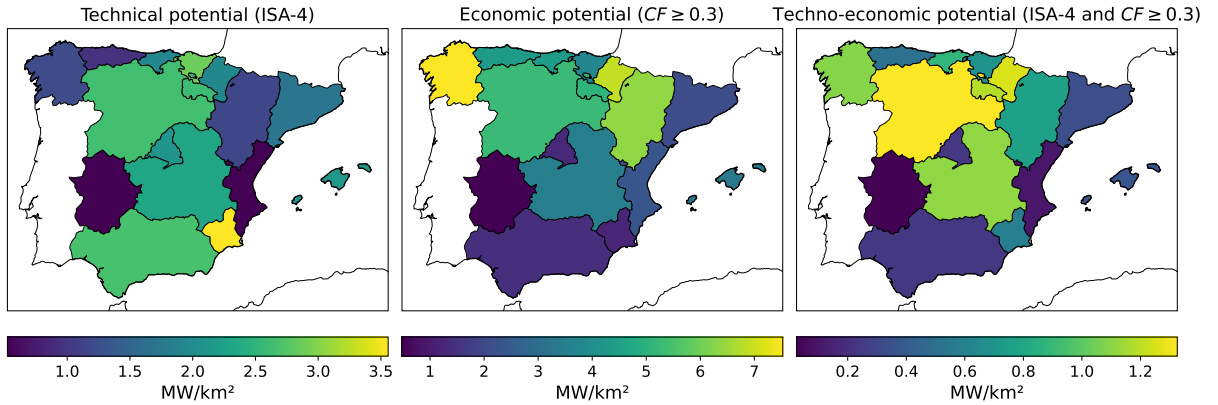 Technical potential (ISA-4)
Economic potential (CF ≥ 0.3)
Techno-economic potential (ISA-4 and CF ≥ 0.3)
1.0 1.5 2.0 2.5 3.0 3.5
MW/km²
1 2 3 4 5 6 7
MW/km²
0.2 0.4 0.6 0.8 1.0 1.2
MW/km²